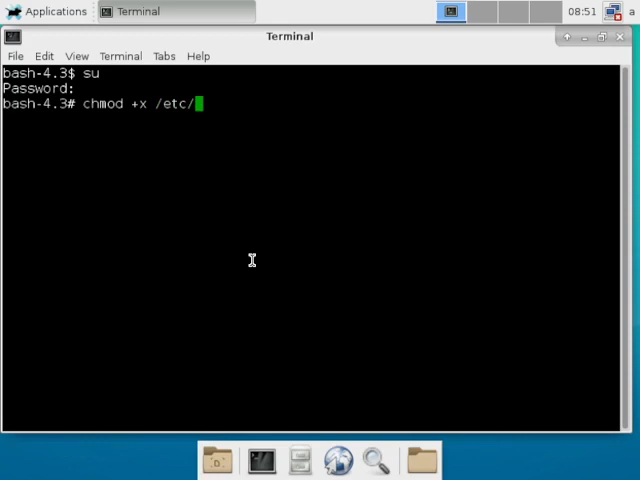 Applications Terminal 08:51 a
Terminal
File Edit View Terminal Tabs Help
bash-4.3$ su
Password:
bash-4.3# chmod +x /etc/